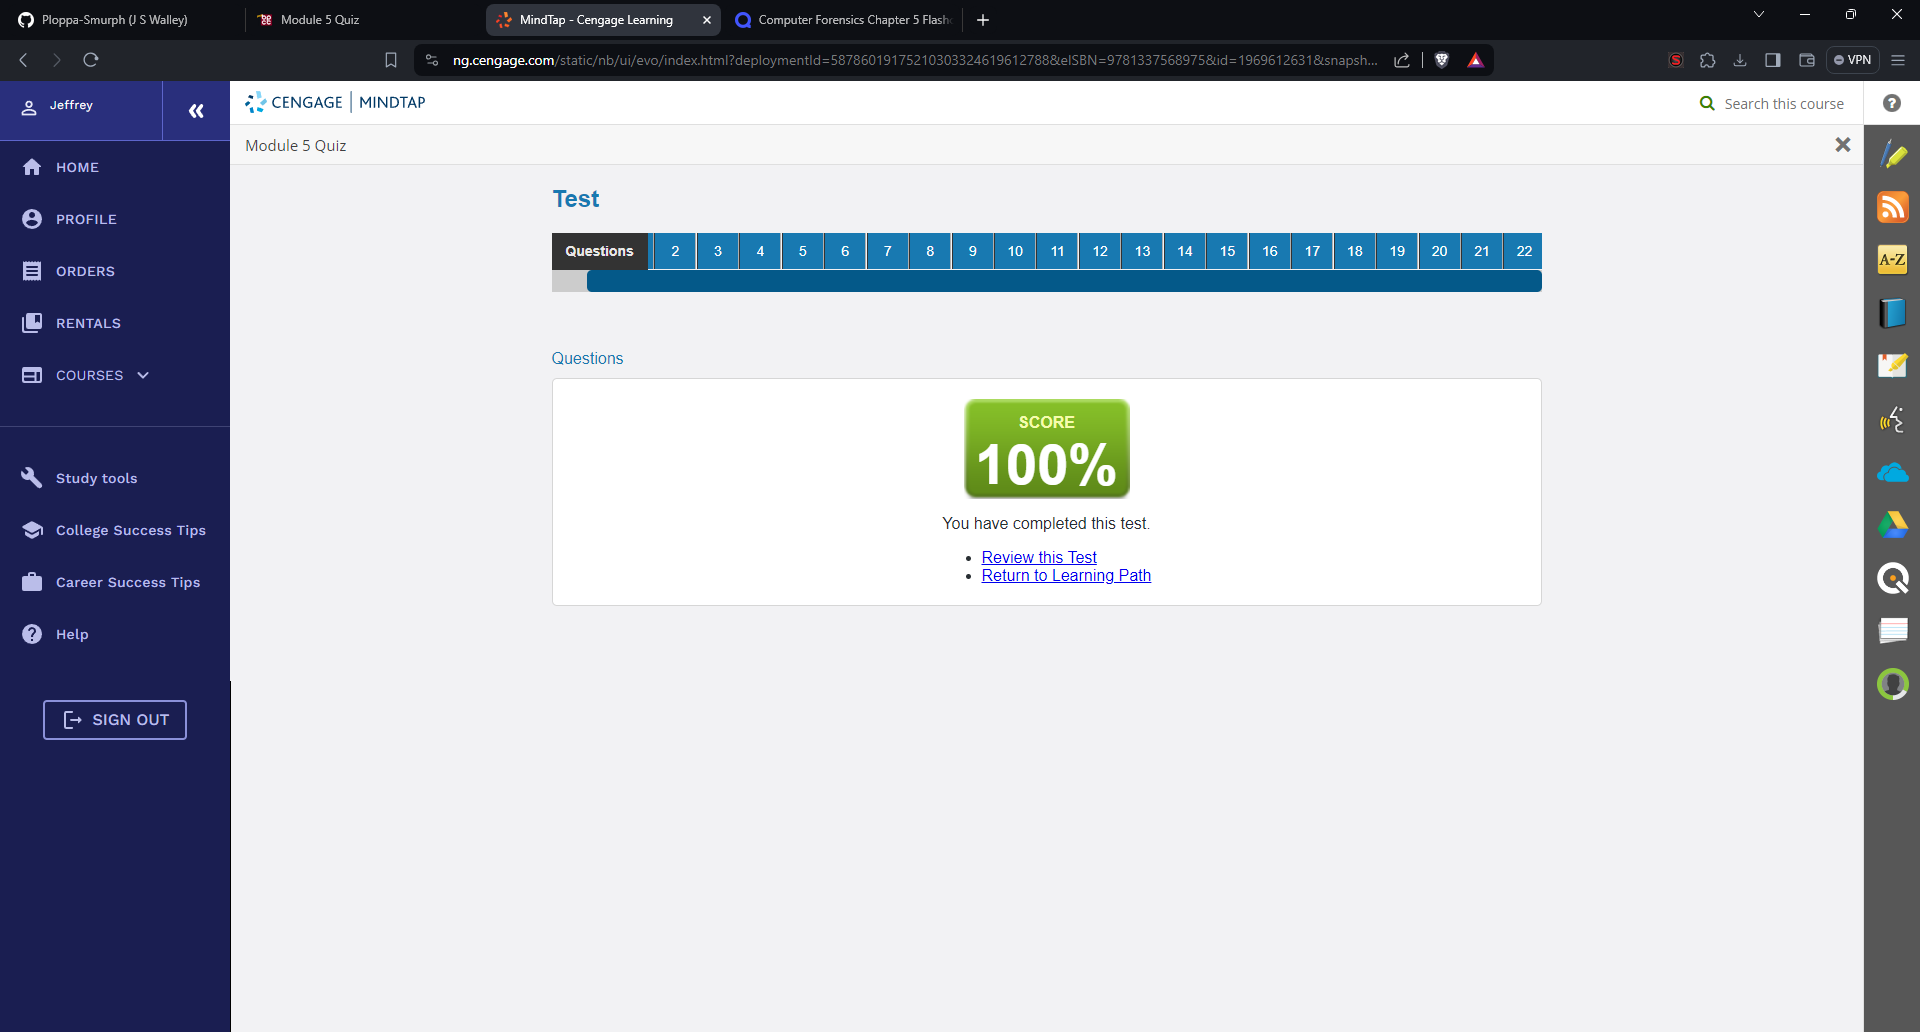 Ploppa-Smurph (J S Walley)
Module 5 Quiz
MindTap - Cengage Learning
Computer Forensics Chapter 5 Flash
ng.cengage.com/static/nb/ui/evo/index.html?deploymentId=58786019175210303324619612788&eISBN=9781337568975&id=1969612631&snapsh...
VPN
Jeffrey
HOME
PROFILE
ORDERS
RENTALS
COURSES
Study tools
College Success Tips
Career Success Tips
Help
SIGN OUT
CENGAGE | MINDTAP
Search this course
Module 5 Quiz
Test
Questions 2 3 4 5 6 7 8 9 10 11 12 13 14 15 16 17 18 19 20 21 22
Questions
SCORE
100%
You have completed this test.
Review this Test
Return to Learning Path
A-Z